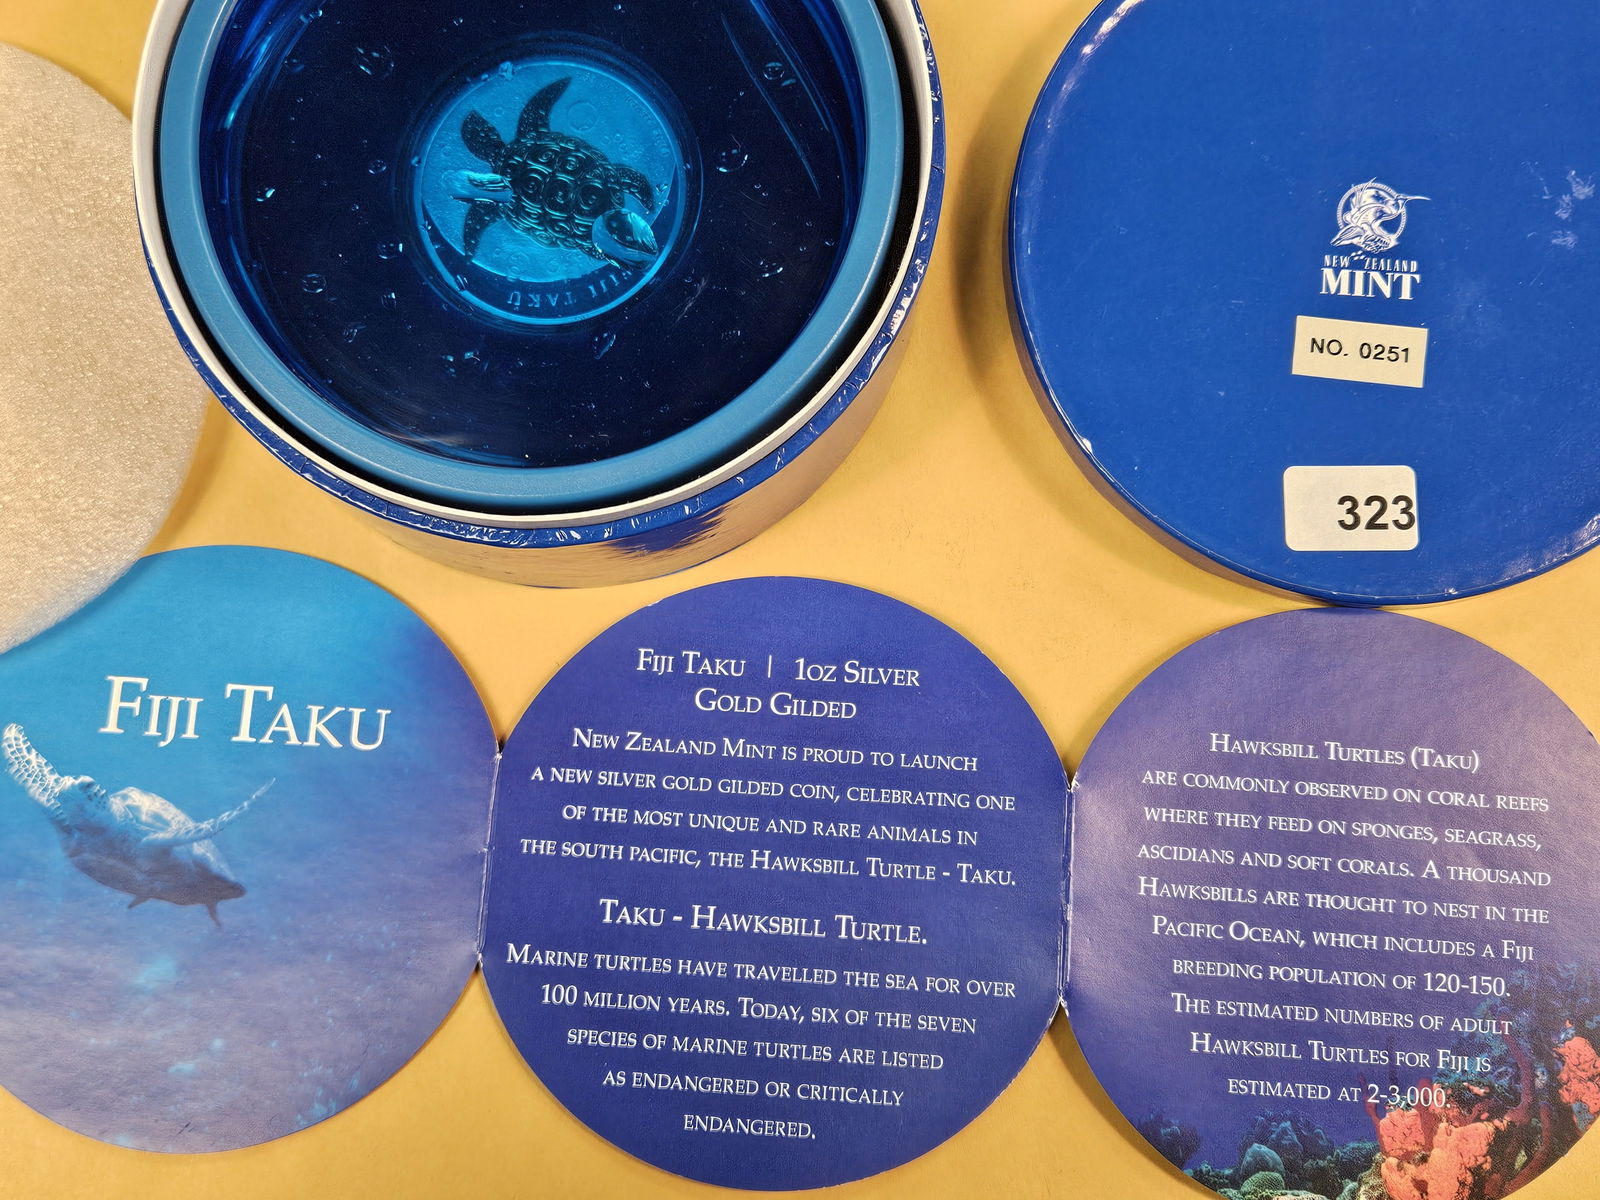 FIJI TAKU
NEW ZEALAND
MINT
NO. 0251
323
FIJI TAKU
FIJI TAKU | 1OZ SILVER
GOLD GILDED
NEW ZEALAND MINT IS PROUD TO LAUNCH
A NEW SILVER GOLD GILDED COIN, CELEBRATING ONE
OF THE MOST UNIQUE AND RARE ANIMALS IN
THE SOUTH PACIFIC, THE HAWKSBILL TURTLE - TAKU.
TAKU - HAWKSBILL TURTLE.
MARINE TURTLES HAVE TRAVELLED THE SEA FOR OVER
100 MILLION YEARS. TODAY, SIX OF THE SEVEN
SPECIES OF MARINE TURTLES ARE LISTED
AS ENDANGERED OR CRITICALLY
ENDANGERED.
HAWKSBILL TURTLES (TAKU)
ARE COMMONLY OBSERVED ON CORAL REEFS
WHERE THEY FEED ON SPONGES, SEAGRASS,
ASCIDIANS AND SOFT CORALS. A THOUSAND
HAWKSBILLS ARE THOUGHT TO NEST IN THE
PACIFIC OCEAN, WHICH INCLUDES A FIJI
BREEDING POPULATION OF 120-150.
THE ESTIMATED NUMBERS OF ADULT
HAWKSBILL TURTLES FOR FIJI IS
ESTIMATED AT 2-3,000.